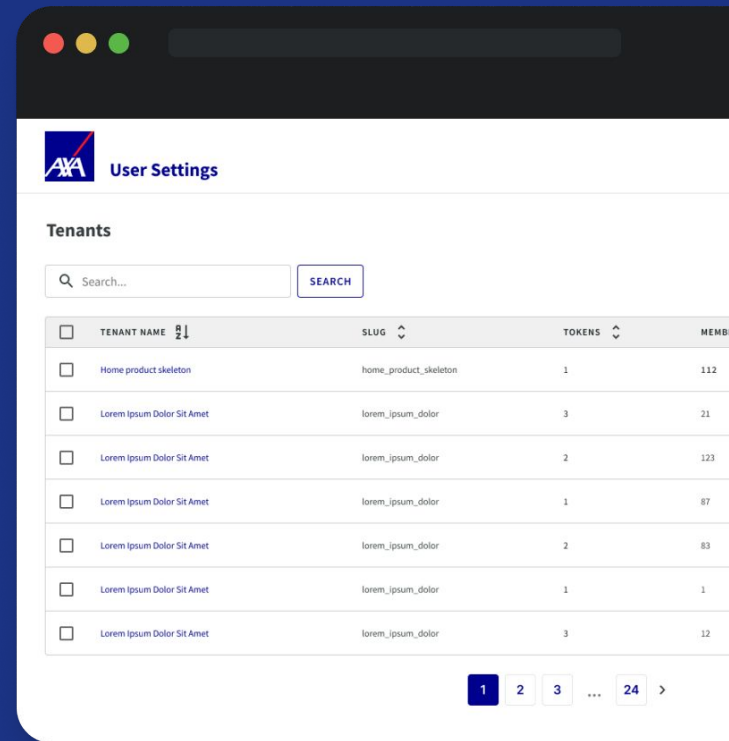 AXA
User Settings
Tenants
Search...
SEARCH
TENANT NAME
SLUG
TOKENS
MEMB
Home product skeleton home_product_skeleton 1 112
Lorem Ipsum Dolor Sit Amet lorem_ipsum_dolor 3 21
Lorem Ipsum Dolor Sit Amet lorem_ipsum_dolor 2 123
Lorem Ipsum Dolor Sit Amet lorem_ipsum_dolor 1 87
Lorem Ipsum Dolor Sit Amet lorem_ipsum_dolor 2 83
Lorem Ipsum Dolor Sit Amet lorem_ipsum_dolor 1 1
Lorem Ipsum Dolor Sit Amet lorem_ipsum_dolor 3 12
1 2 3 ... 24 >